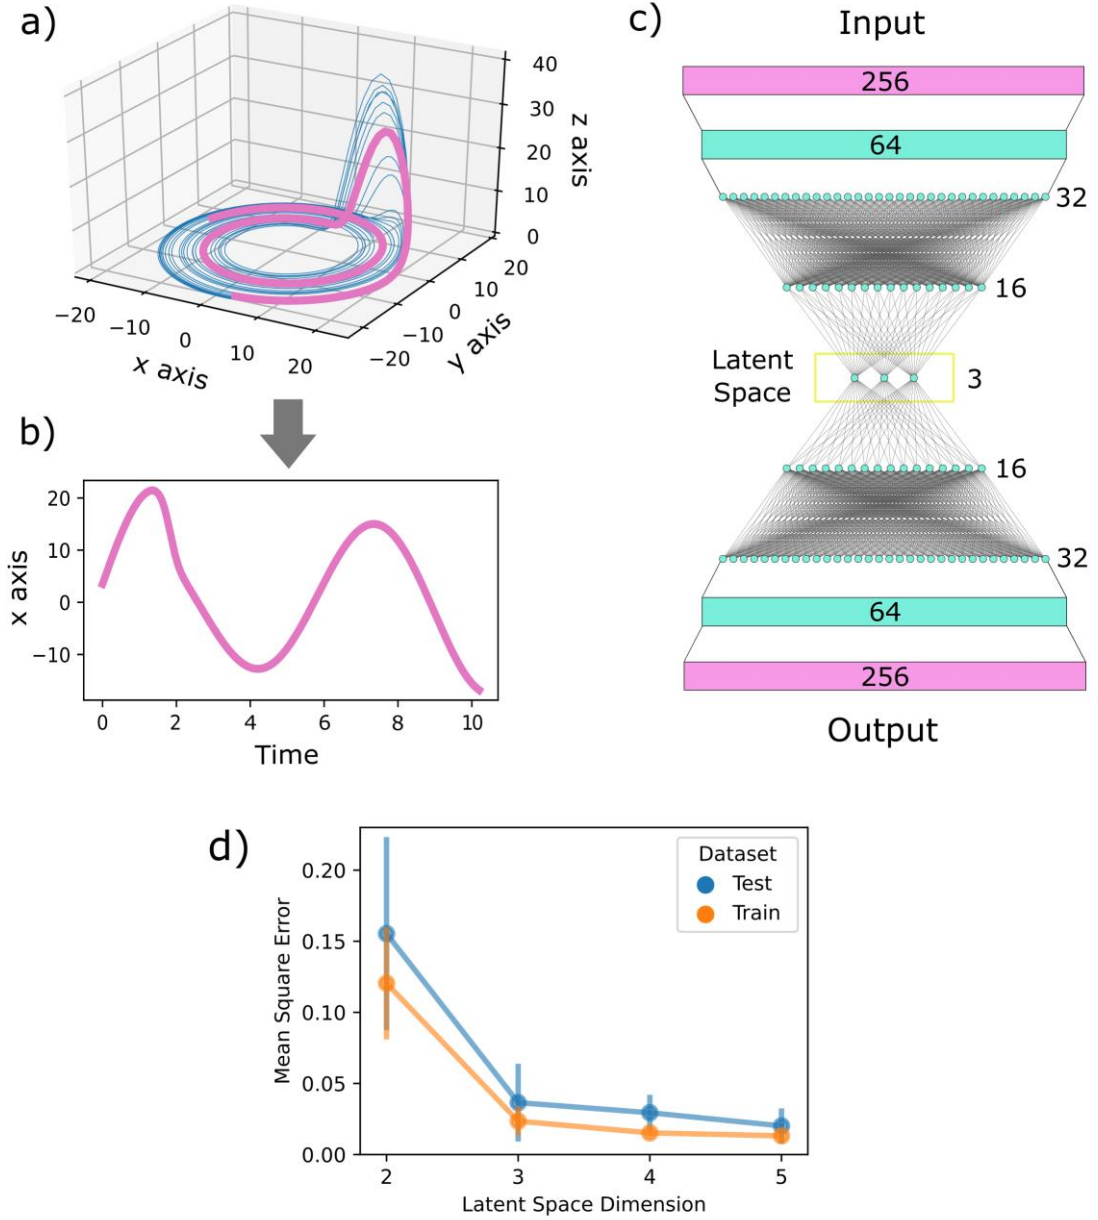 a)
40
30
20
10
0
z axis
20
10
0
−10
−20
y axis
−20
−10
0
10
20
x axis
b)
20
10
0
−10
x axis
0
2
4
6
8
10
Time
c)
Input
256
64
32
16
Latent
Space
3
16
32
64
256
Output
d)
0.20
0.15
0.10
0.05
0.00
Mean Square Error
Dataset
Test
Train
2
3
4
5
Latent Space Dimension